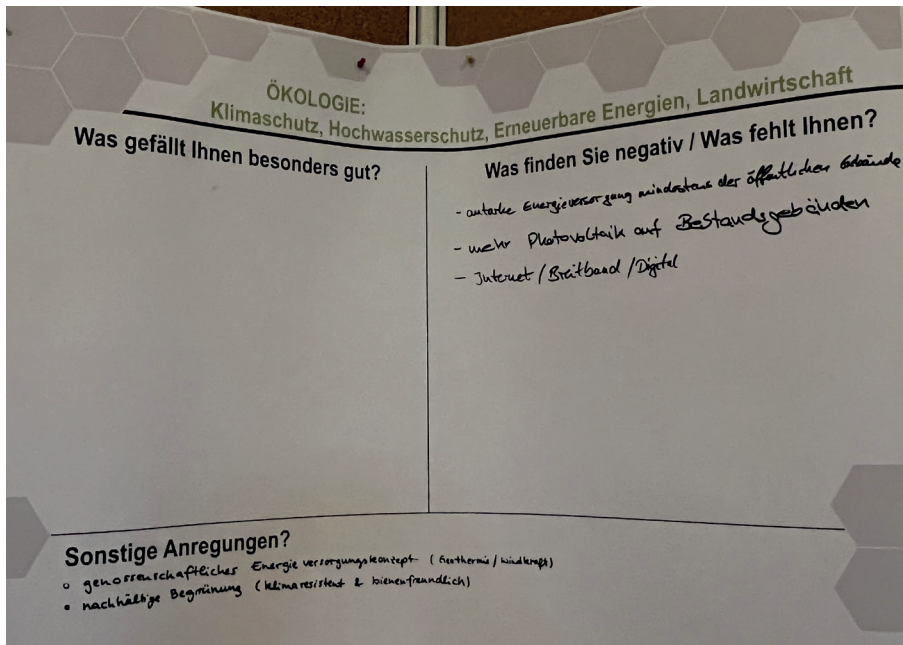 ÖKOLOGIE:
Klimaschutz, Hochwasserschutz, Erneuerbare Energien, Landwirtschaft
Was gefällt Ihnen besonders gut?
Was finden Sie negativ / Was fehlt Ihnen?
- autarke Energieversorgung mindestens der öffentlichen Gebäude
- mehr Photovoltaik auf Bestandsgebäuden
- Internet / Breitband / Digital
Sonstige Anregungen?
o genossenschaftliches Energieversorgungskonzept (Geothermie / Windkraft)
• nachhaltige Begrünung (klimaresistent & bienenfreundlich)